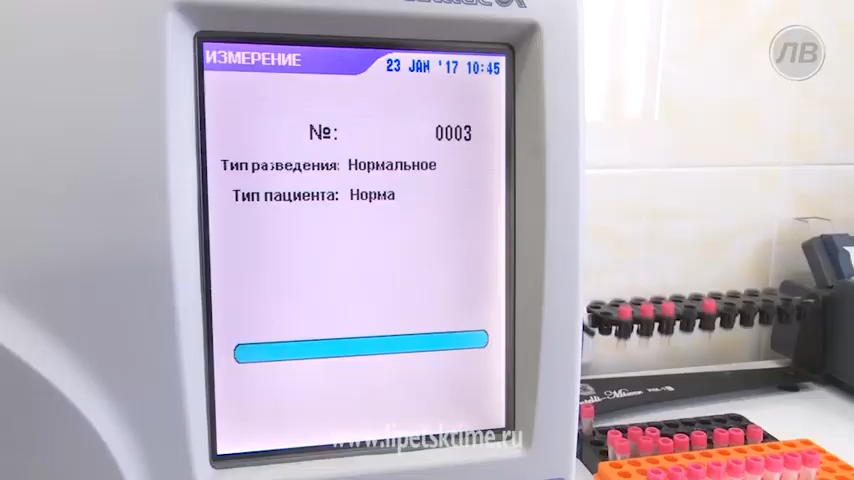 ЛВ
ИЗМЕРЕНИЕ
23 JAN '17 10:45
№: 0003
Тип разведения: Нормальное
Тип пациента: Норма
www.lipetsktime.ru